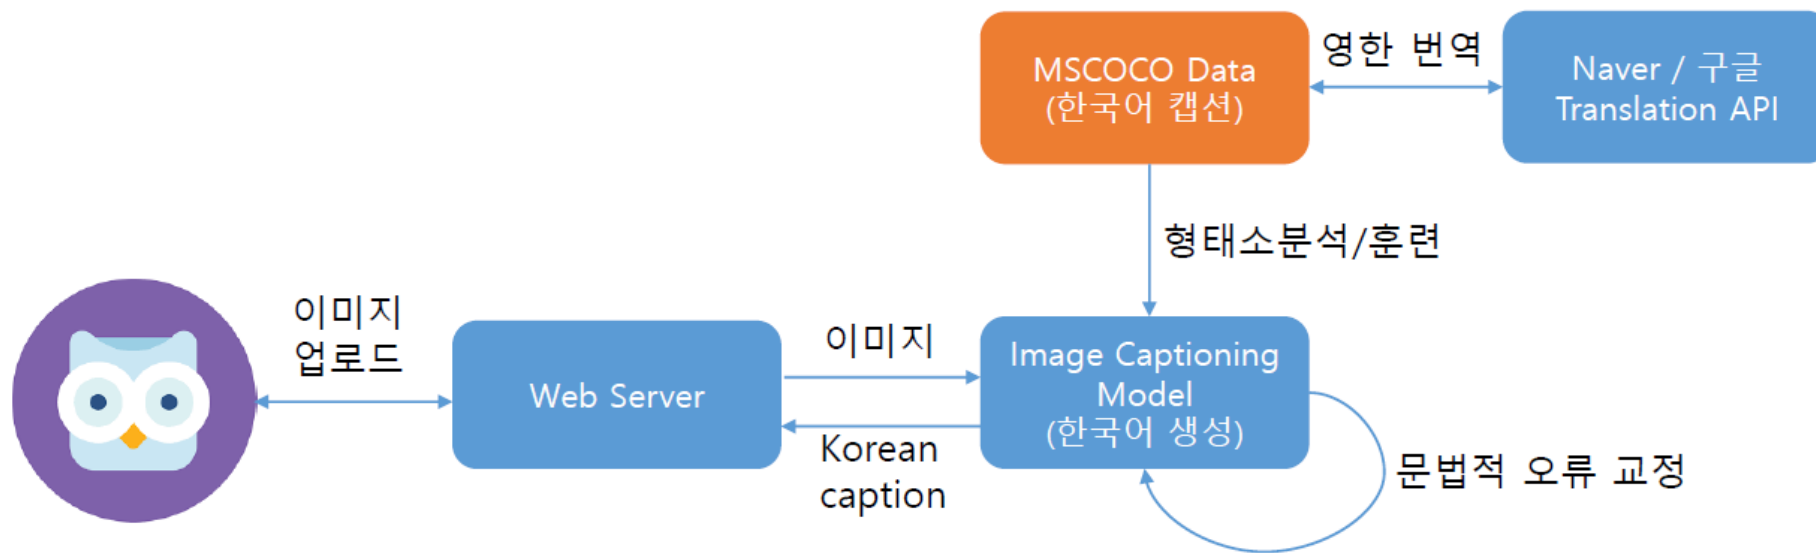 MSCOCO Data
(한국어 캡션)
영한 번역
Naver / 구글
Translation API
형태소분석/훈련
이미지
업로드
Web Server
이미지
Korean
caption
Image Captioning
Model
(한국어 생성)
문법적 오류 교정